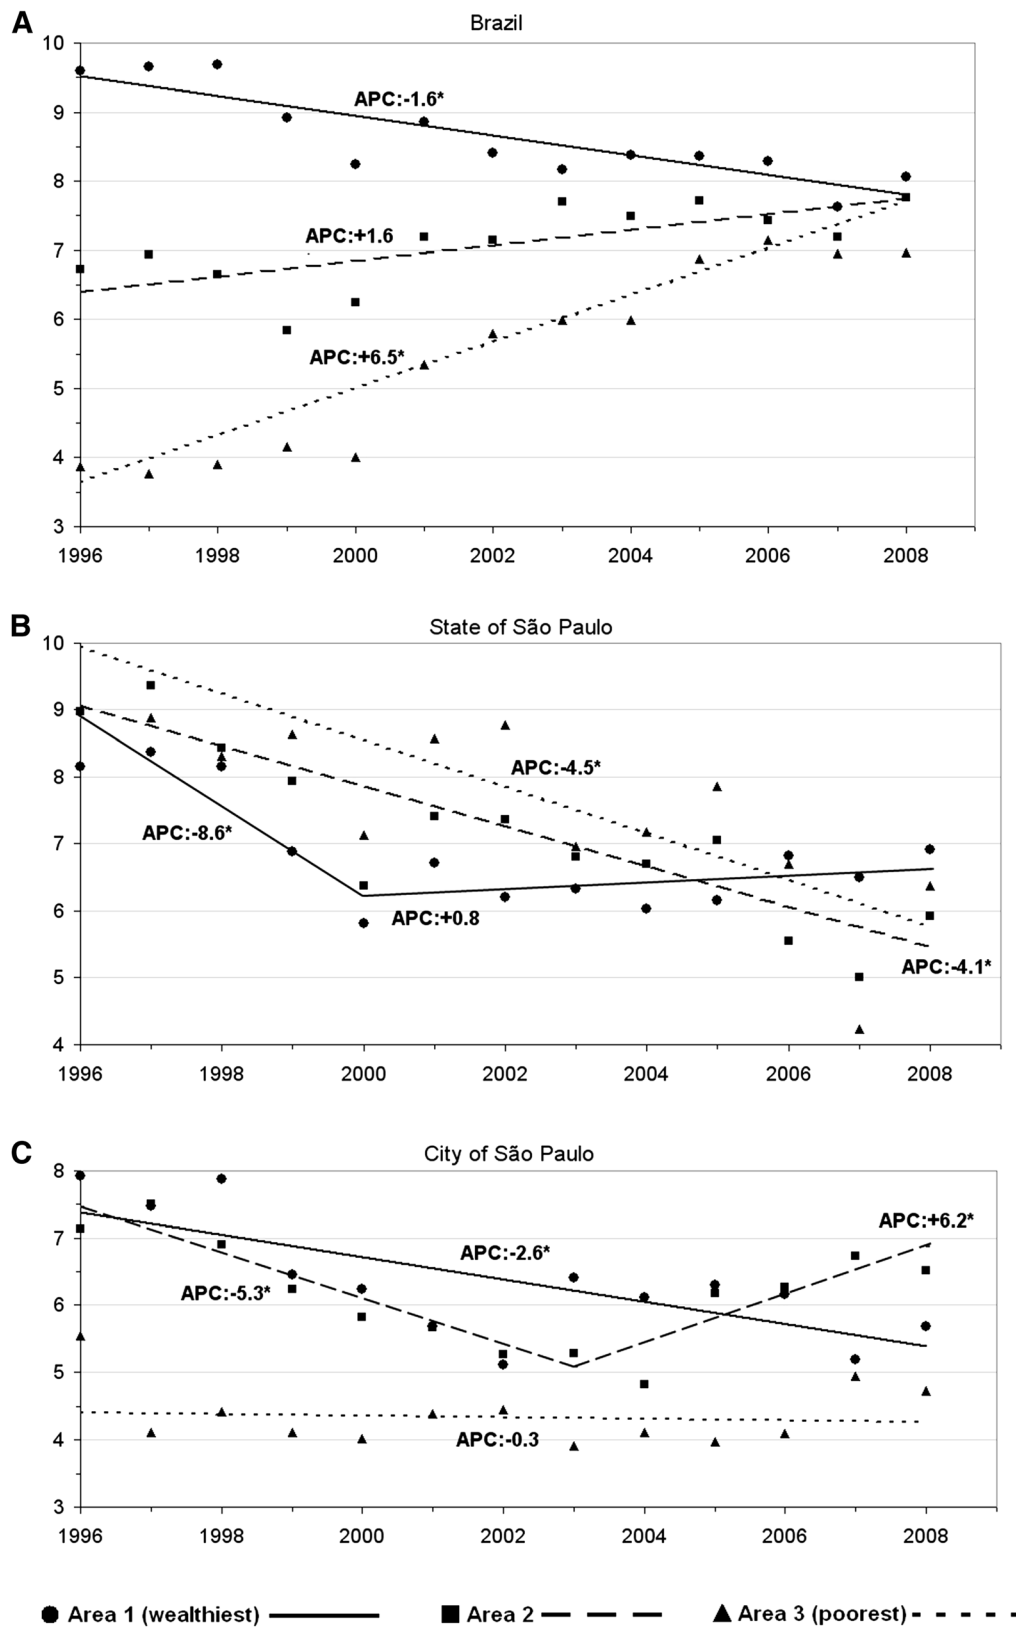 A
Brazil
10
9
8
7
6
5
4
3
APC:-1.6*
APC:+1.6
APC:+6.5*
1996 1998 2000 2002 2004 2006 2008
B
State of São Paulo
10
9
8
7
6
5
4
APC:-4.5*
APC:-8.6*
APC:+0.8
APC:-4.1*
1996 1998 2000 2002 2004 2006 2008
C
City of São Paulo
8
7
6
5
4
3
APC:+6.2*
APC:-2.6*
APC:-5.3*
APC:-0.3
1996 1998 2000 2002 2004 2006 2008
Area 1 (wealthiest) Area 2 Area 3 (poorest)